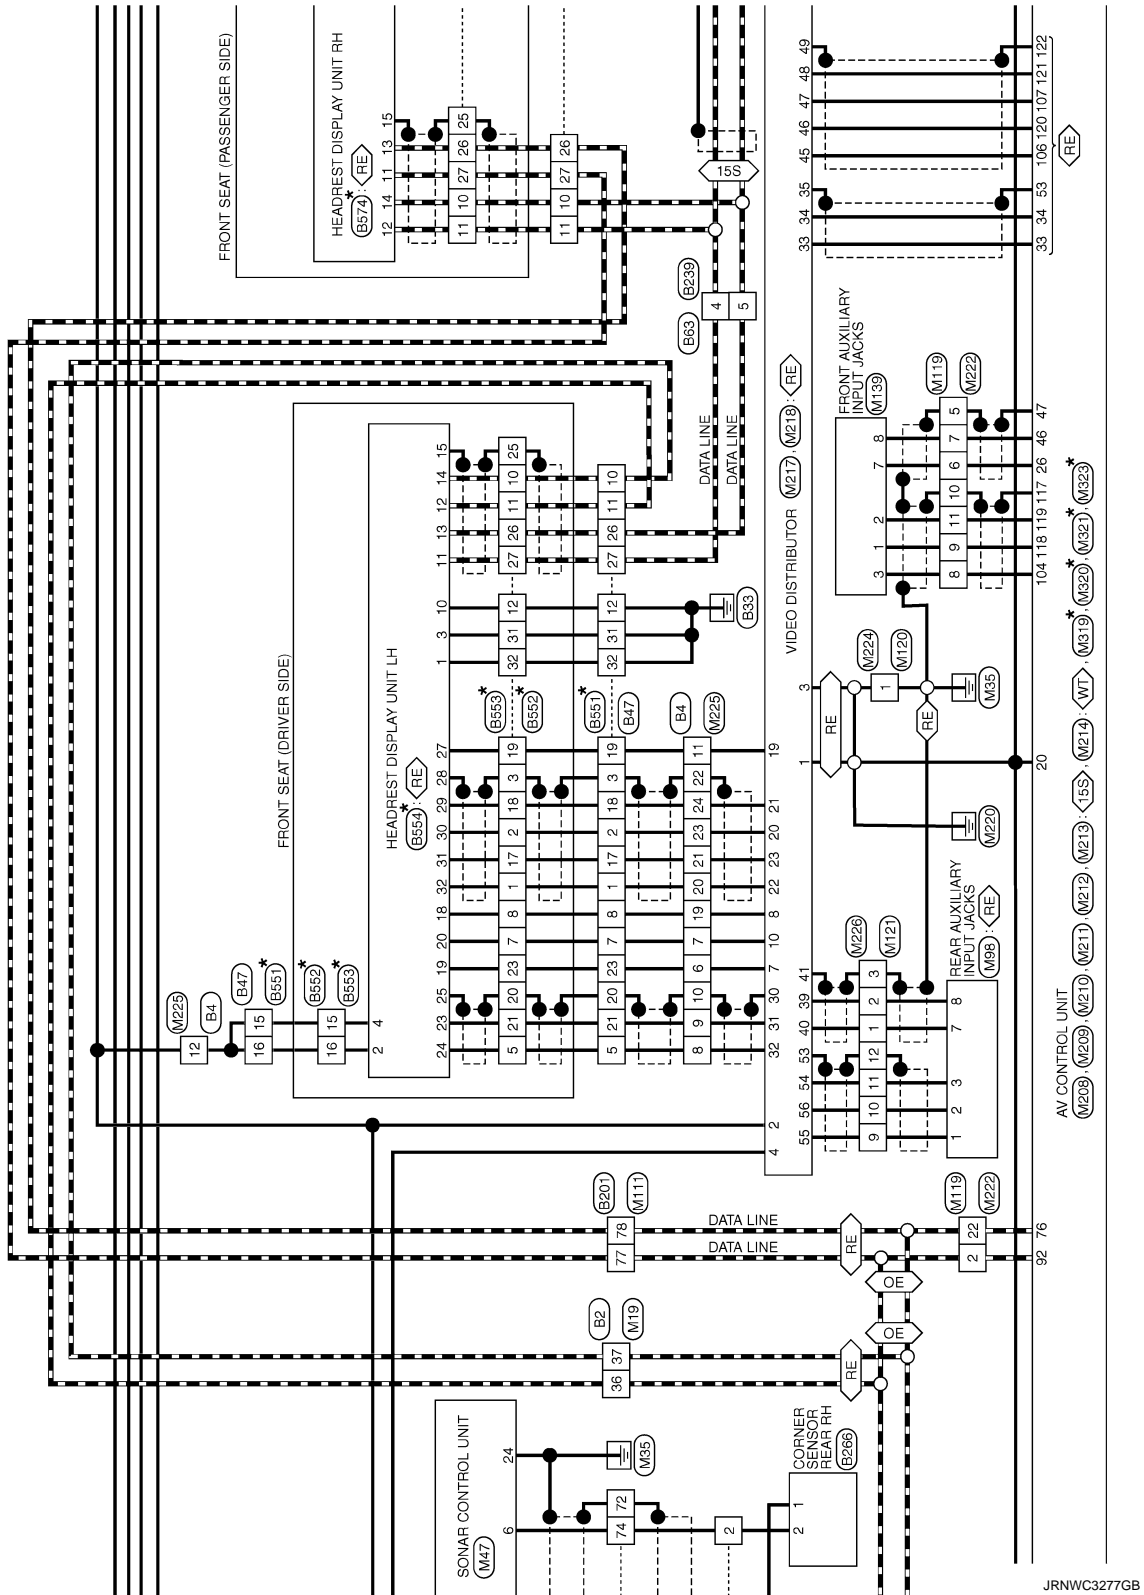 FRONT SEAT (PASSENGER SIDE)
HEADREST DISPLAY UNIT RH
B574 * : RE
12 14 11 13 15
11 10 27 26 25
11 10 27 26
15S
B63 B239
4 5
DATA LINE
DATA LINE
FRONT SEAT (DRIVER SIDE)
HEADREST DISPLAY UNIT LH
B554 * : RE
2 4
24 23 25 19 20 18 32 31 30 29 28 27
1 3 10
11 13 12 14 15
5 21 20 23 7 8 1 17 2 18 3 19
32 31 12
27 26 11 10 25
5 21 20 23 7 8 1 17 2 18 3 19
32 31 12
27 26 11 10
8 9 10 6 7 19 20 21 23 24 22 11
32 31 30 7 10 8 22 23 20 21 19
M225
B4
12
B47
B551 *
16 15
B552 *
B553 *
16 15
B553 *
B552 *
B551 *
B47
B4
M225
B33
VIDEO DISTRIBUTOR M217 , M218 : RE
4 2
55 56 54 53 40 39 41
1 3
33 34 35 45 46 47 48 49
M226
M121
9 10 11 12 1 2 3
1 2 3 7 8
REAR AUXILIARY
INPUT JACKS
M98 : RE
RE
M220
M224
M120
1
RE
M35
FRONT AUXILIARY
INPUT JACKS
M139
3 1 2 7 8
M119
M222
8 9 11 10 6 7 5
104 118 119 117 26 46 47
20
33 34 53 106 120 107 121 122
RE
AV CONTROL UNIT
M208 , M209 , M210 , M211 , M212 , M213 : 15S , M214 : WT , M319 * , M320 * , M321 * , M323 *
B201
M111
77 78
DATA LINE
DATA LINE
RE
OE
M119
M222
2 22
92 76
B2
M19
36 37
RE
OE
SONAR CONTROL UNIT
M47
6 24
M35
74 72
2
CORNER
SENSOR
REAR RH
B266
2 1
JRNWC3277GB